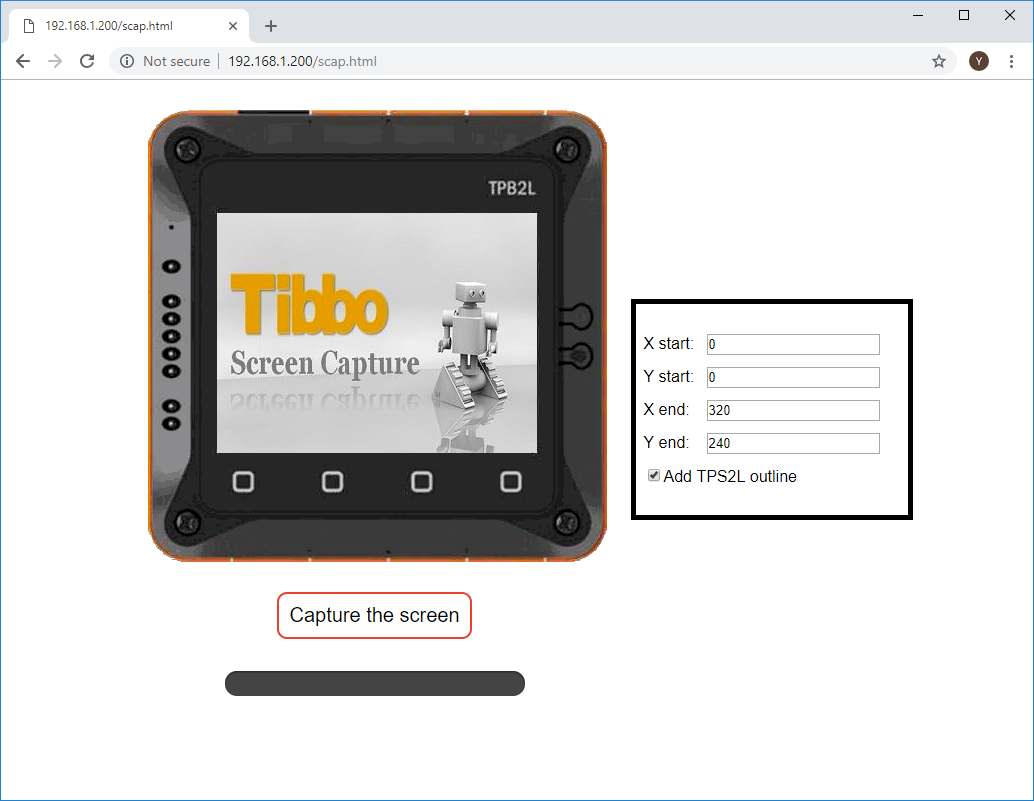 192.168.1.200/scap.html
Not secure
192.168.1.200/scap.html
Y
TPB2L
Tibbo
Screen Capture
X start:
0
Y start:
0
X end:
320
Y end:
240
Add TPS2L outline
Capture the screen